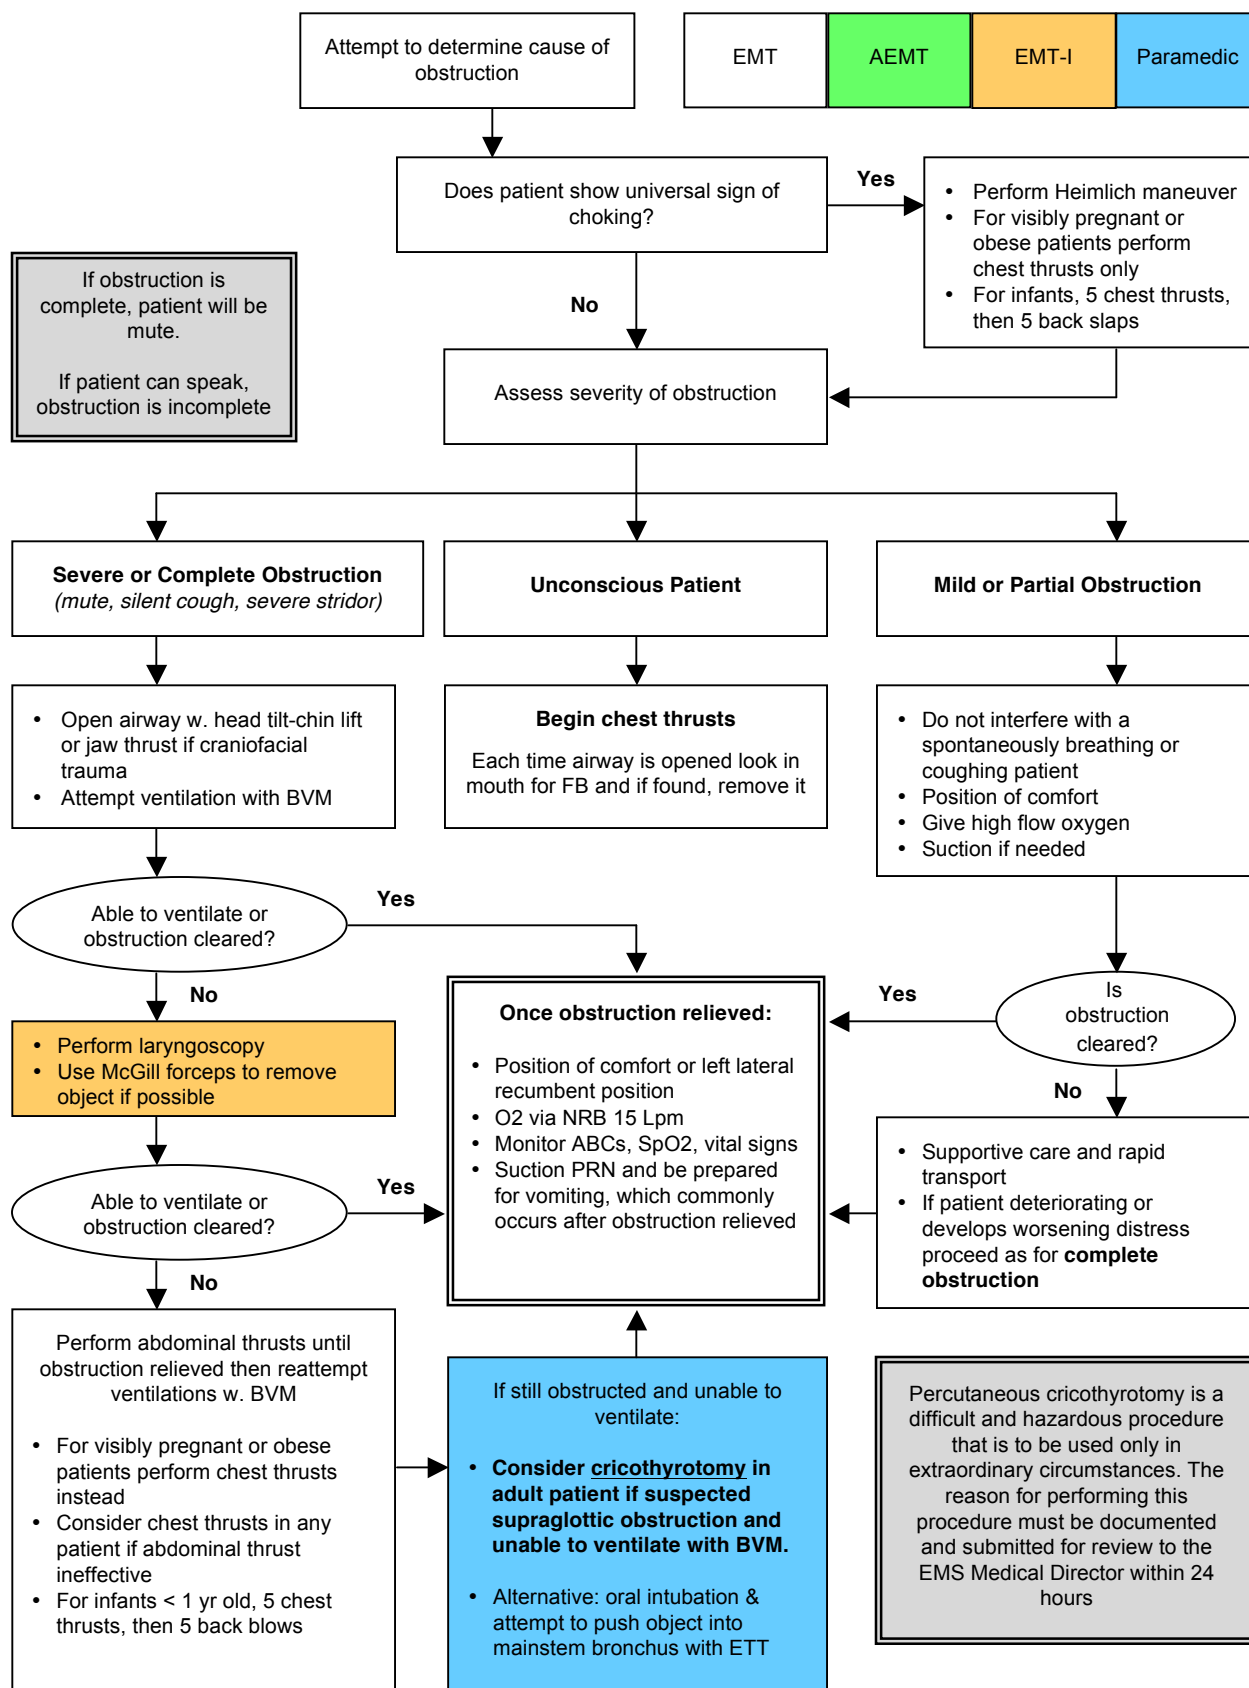 Attempt to determine cause of
obstruction
EMT
AEMT
EMT-I
Paramedic
Does patient show universal sign of
choking?
Yes
• Perform Heimlich maneuver
• For visibly pregnant or
obese patients perform
chest thrusts only
• For infants, 5 chest thrusts,
then 5 back slaps
If obstruction is
complete, patient will be
mute.
If patient can speak,
obstruction is incomplete
No
Assess severity of obstruction
Severe or Complete Obstruction
(mute, silent cough, severe stridor)
Unconscious Patient
Mild or Partial Obstruction
• Open airway w. head tilt-chin lift
or jaw thrust if craniofacial
trauma
• Attempt ventilation with BVM
Begin chest thrusts
Each time airway is opened look in
mouth for FB and if found, remove it
• Do not interfere with a
spontaneously breathing or
coughing patient
• Position of comfort
• Give high flow oxygen
• Suction if needed
Able to ventilate or
obstruction cleared?
Yes
No
• Perform laryngoscopy
• Use McGill forceps to remove
object if possible
Able to ventilate or
obstruction cleared?
Yes
No
Once obstruction relieved:
• Position of comfort or left lateral
recumbent position
• O2 via NRB 15 Lpm
• Monitor ABCs, SpO2, vital signs
• Suction PRN and be prepared
for vomiting, which commonly
occurs after obstruction relieved
Yes
Is
obstruction
cleared?
No
• Supportive care and rapid
transport
• If patient deteriorating or
develops worsening distress
proceed as for complete
obstruction
Perform abdominal thrusts until
obstruction relieved then reattempt
ventilations w. BVM
• For visibly pregnant or obese
patients perform chest thrusts
instead
• Consider chest thrusts in any
patient if abdominal thrust
ineffective
• For infants < 1 yr old, 5 chest
thrusts, then 5 back blows
If still obstructed and unable to
ventilate:
• Consider cricothyrotomy in
adult patient if suspected
supraglottic obstruction and
unable to ventilate with BVM.
• Alternative: oral intubation &
attempt to push object into
mainstem bronchus with ETT
Percutaneous cricothyrotomy is a
difficult and hazardous procedure
that is to be used only in
extraordinary circumstances. The
reason for performing this
procedure must be documented
and submitted for review to the
EMS Medical Director within 24
hours